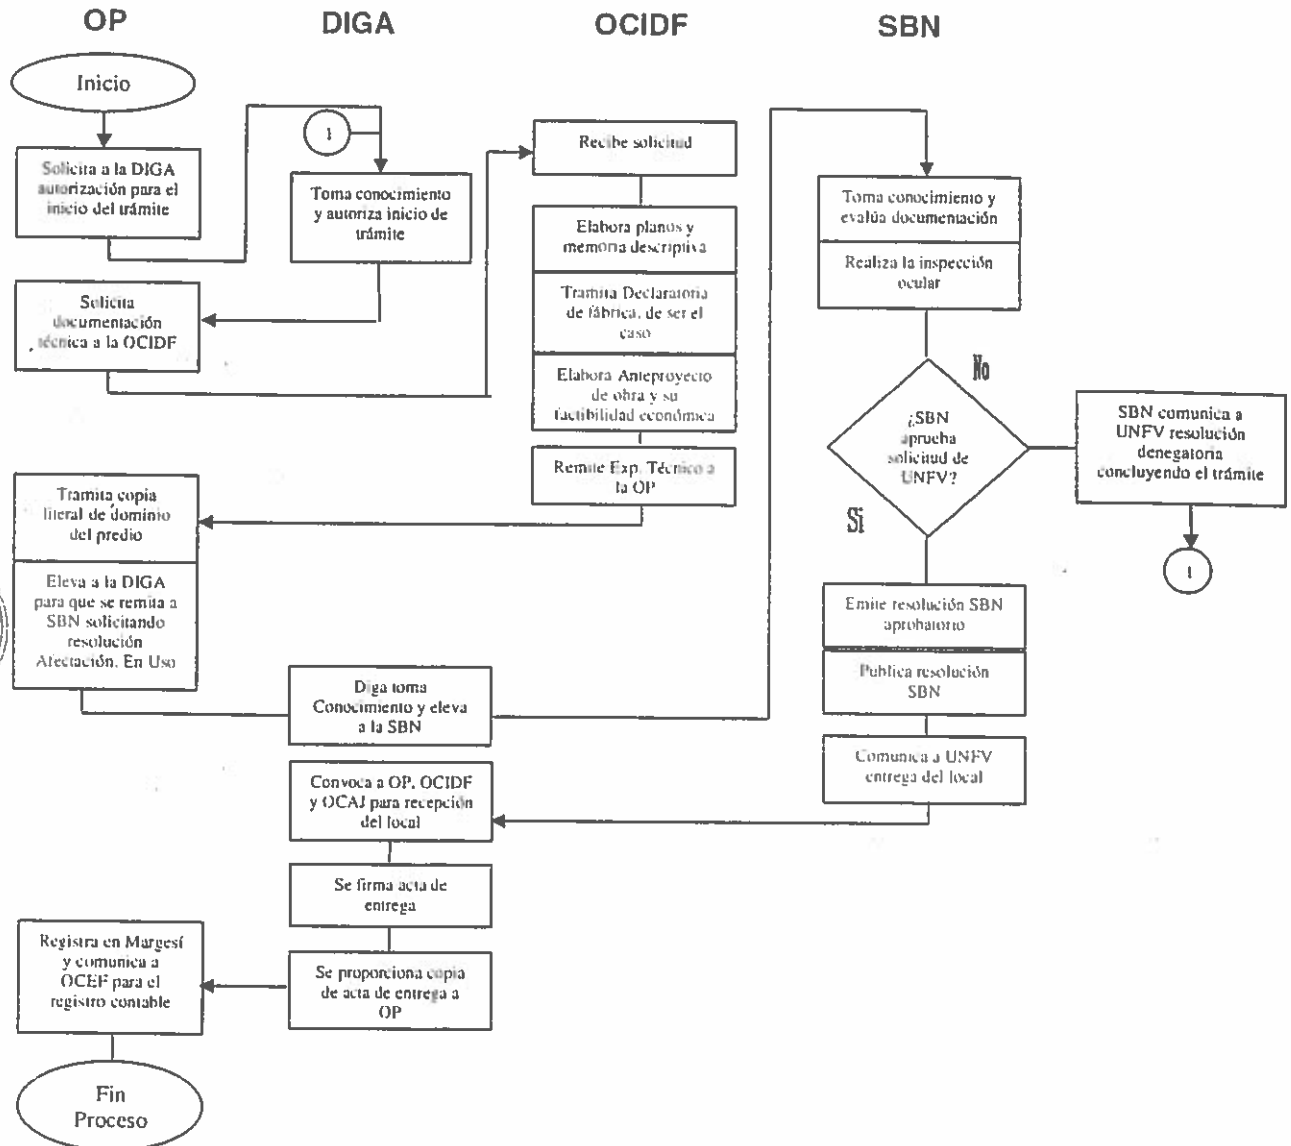 OP
DIGA
OCIDF
SBN
Inicio
Solicita a la DIGA
autorización para el
inicio del trámite
1
Toma conocimiento
y autoriza inicio de
trámite
Solicita
documentación
técnica a la OCIDF
Recibe solicitud
Elabora planos y
memoria descriptiva
Tramita Declaratoria
de fábrica, de ser el
caso
Elabora Anteproyecto
de obra y su
factibilidad económica
Remite Exp. Técnico a
la OP
Tramita copia
literal de dominio
del predio
Eleva a la DIGA
para que se remita a
SBN solicitando
resolución
Afectación. En Uso
Diga toma
Conocimiento y eleva
a la SBN
Toma conocimiento y
evalúa documentación
Realiza la inspección
ocular
¿SBN
aprueba
solicitud de
UNFV?
No
SBN comunica a
UNFV resolución
denegatoria
concluyendo el trámite
1
Si
Emite resolución SBN
aprobatorio
Publica resolución
SBN
Comunica a UNFV
entrega del local
Convoca a OP, OCIDF
y OCAJ para recepción
del local
Se firma acta de
entrega
Se proporciona copia
de acta de entrega a
OP
Registra en Margesí
y comunica a
OCEF para el
registro contable
Fin
Proceso